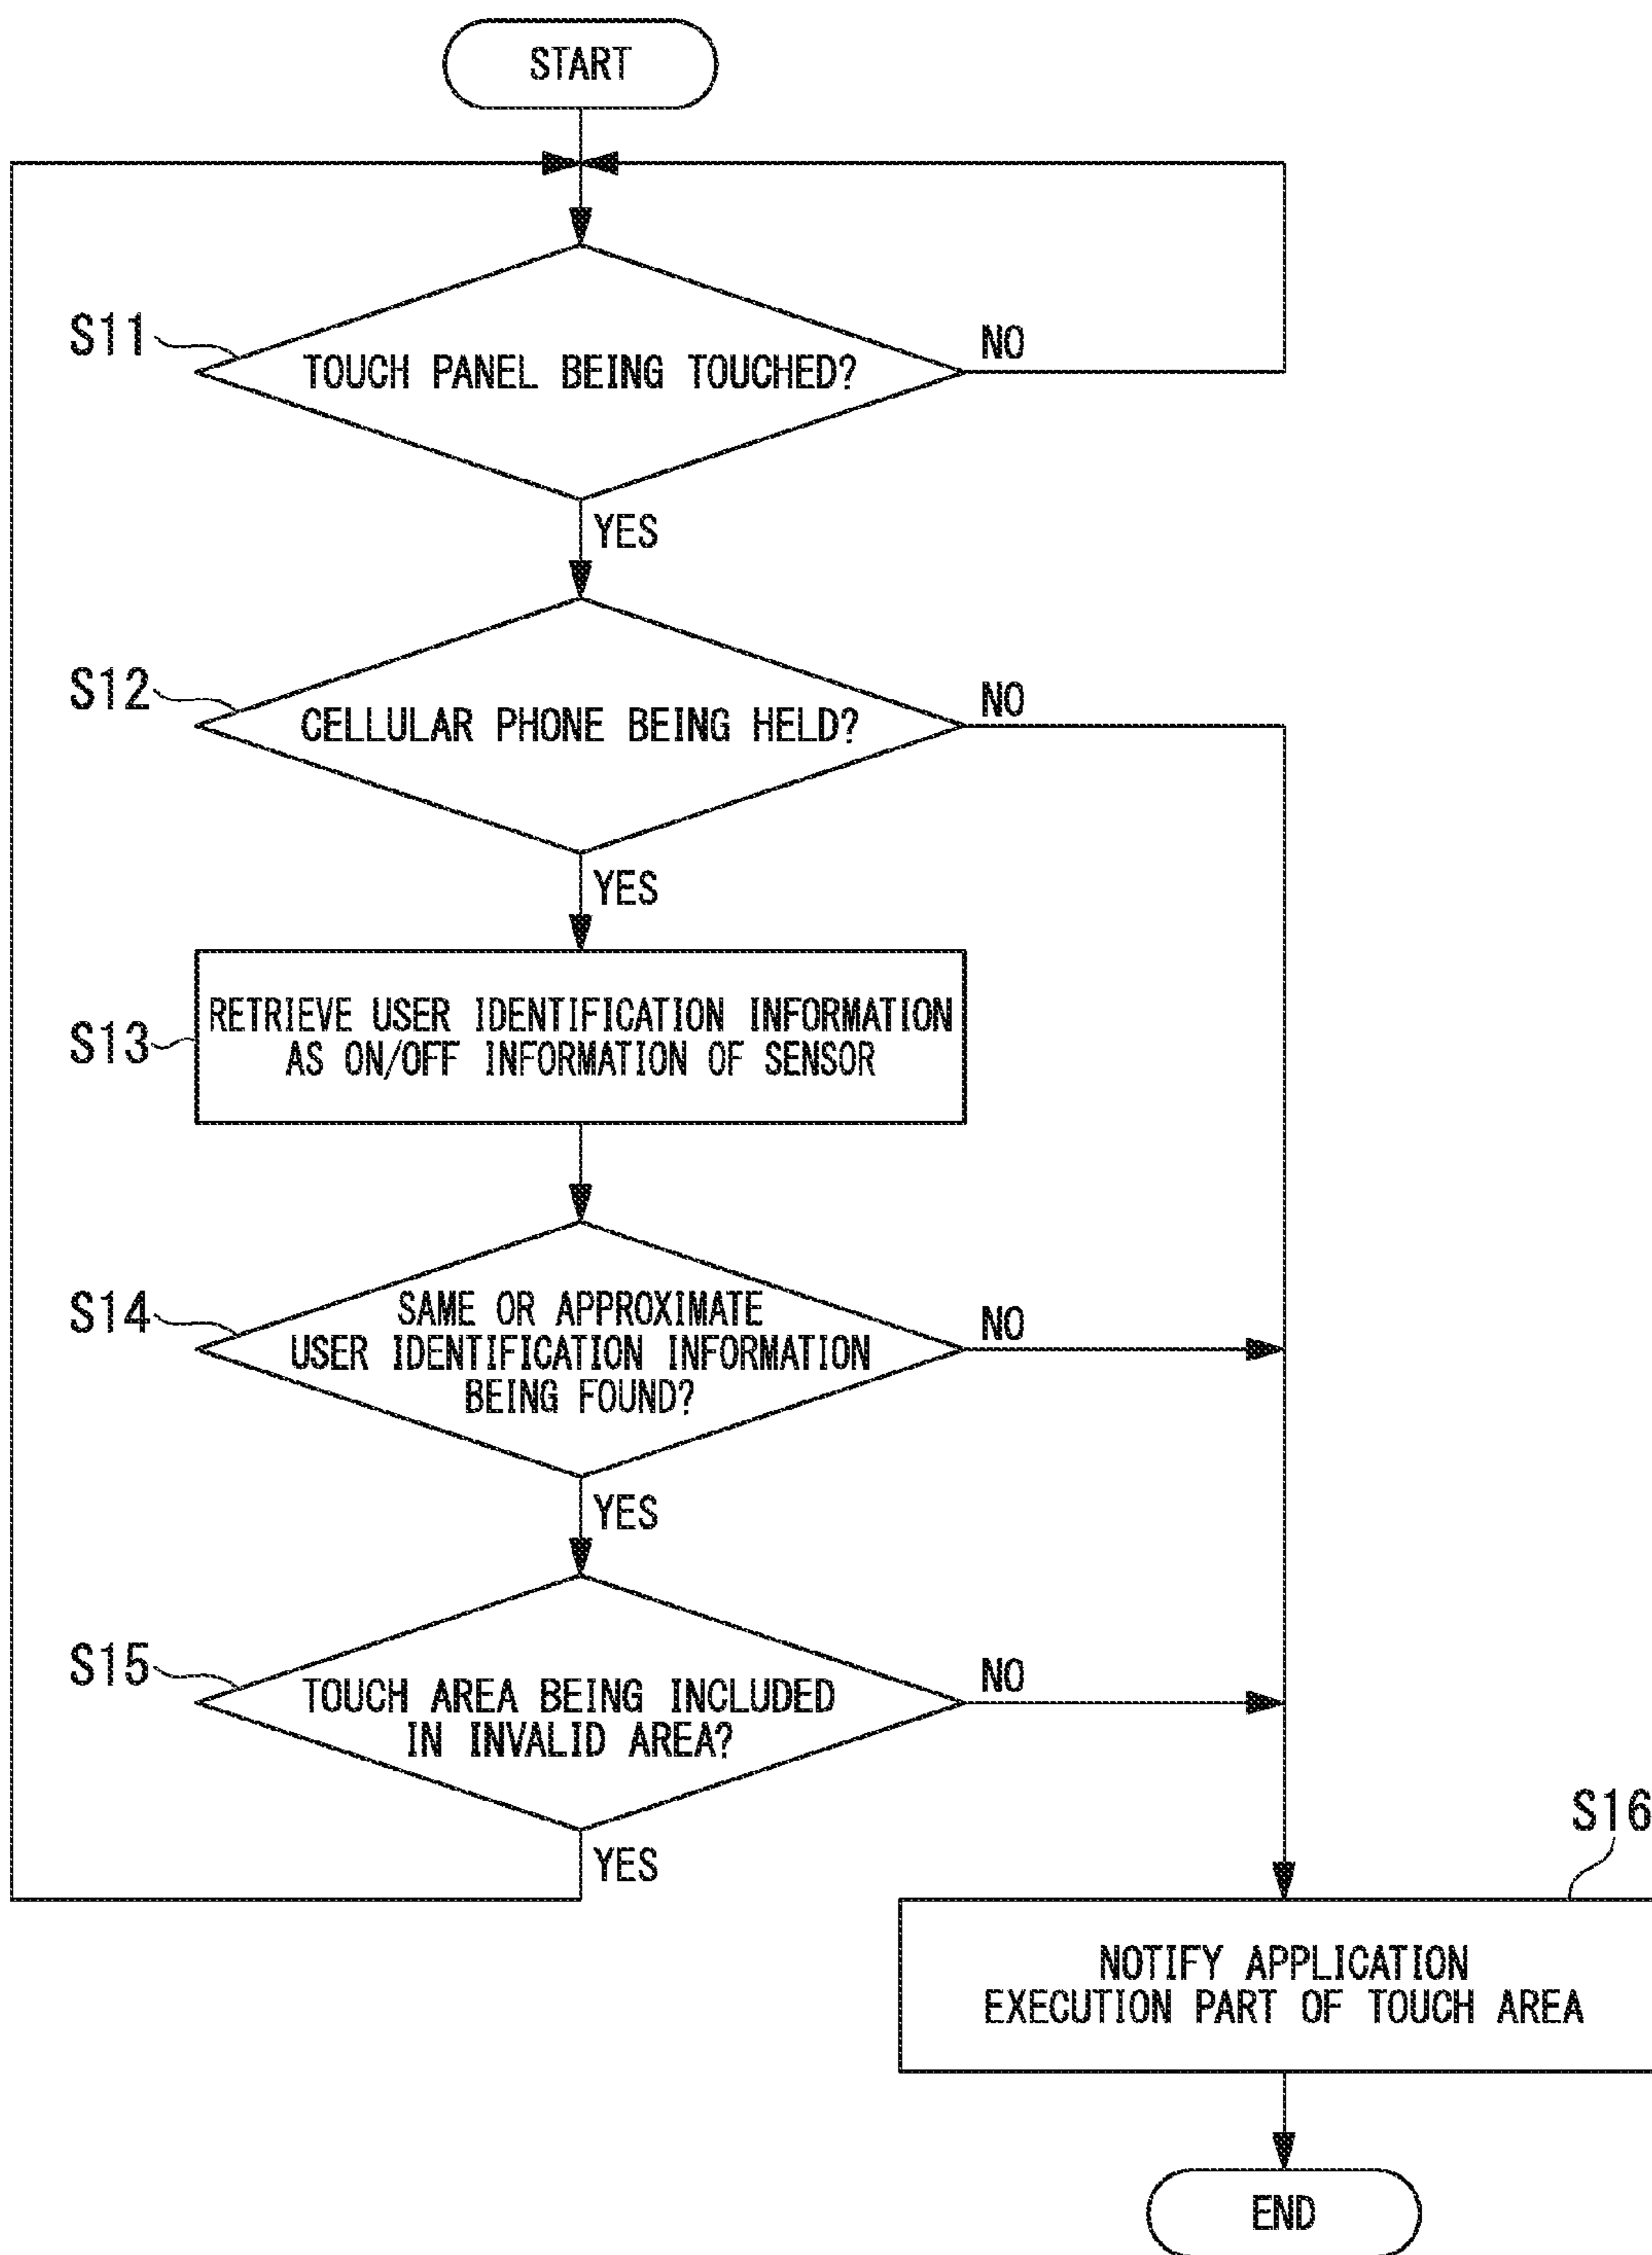 START
S11
TOUCH PANEL BEING TOUCHED?
NO
YES
S12
CELLULAR PHONE BEING HELD?
NO
YES
S13
RETRIEVE USER IDENTIFICATION INFORMATION
AS ON/OFF INFORMATION OF SENSOR
S14
SAME OR APPROXIMATE
USER IDENTIFICATION INFORMATION
BEING FOUND?
NO
YES
S15
TOUCH AREA BEING INCLUDED
IN INVALID AREA?
NO
YES
S16
NOTIFY APPLICATION
EXECUTION PART OF TOUCH AREA
END